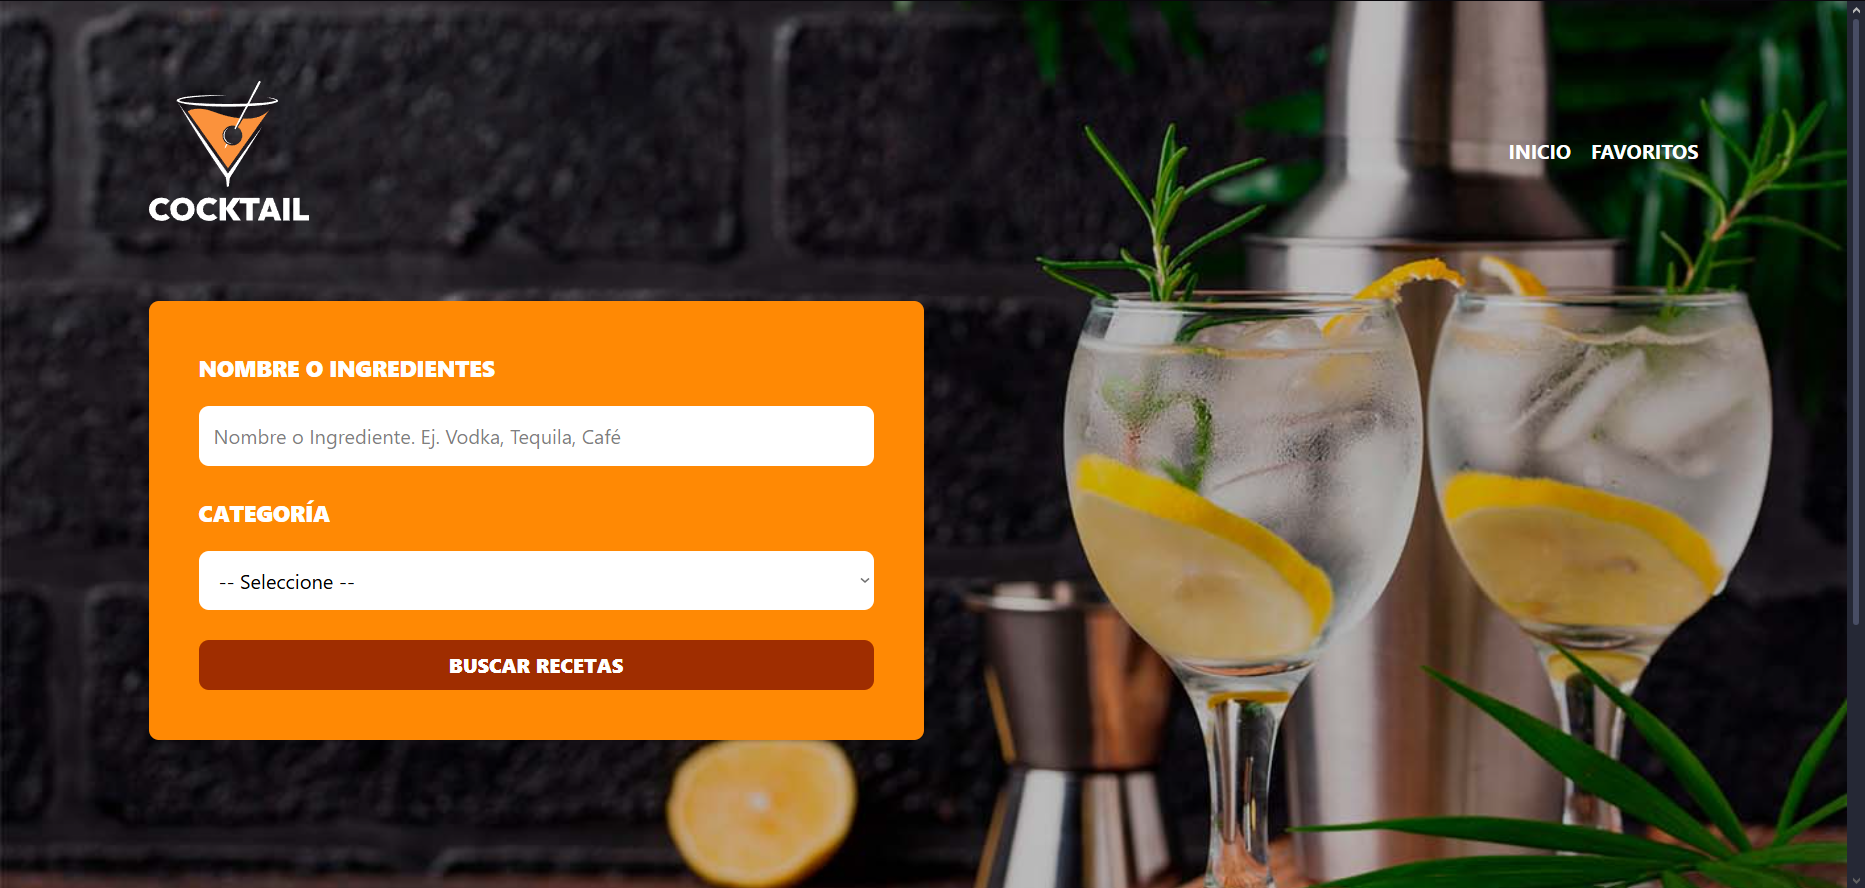 COCKTAIL
INICIO FAVORITOS
NOMBRE O INGREDIENTES
Nombre o Ingrediente. Ej. Vodka, Tequila, Café
CATEGORÍA
-- Seleccione --
BUSCAR RECETAS